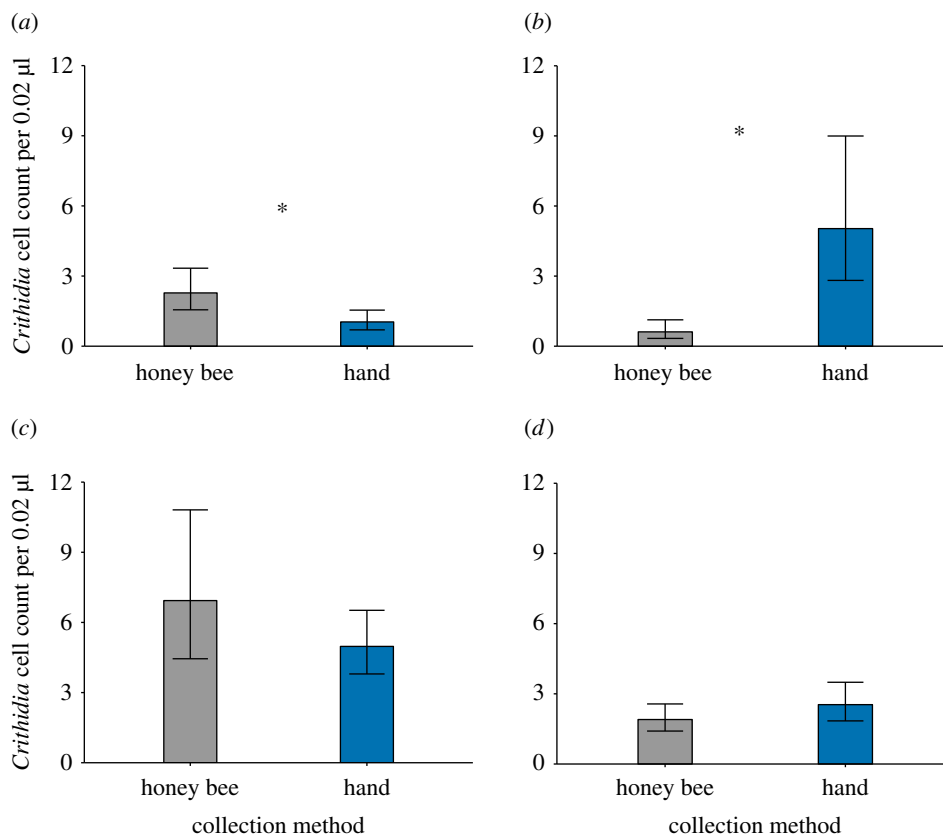 (a)
(b)
Crithidia cell count per 0.02 µl
12
9
6
3
0
*
honey bee
hand
12
9
6
3
0
*
honey bee
hand
(c)
(d)
Crithidia cell count per 0.02 µl
12
9
6
3
0
honey bee
hand
collection method
12
9
6
3
0
honey bee
hand
collection method